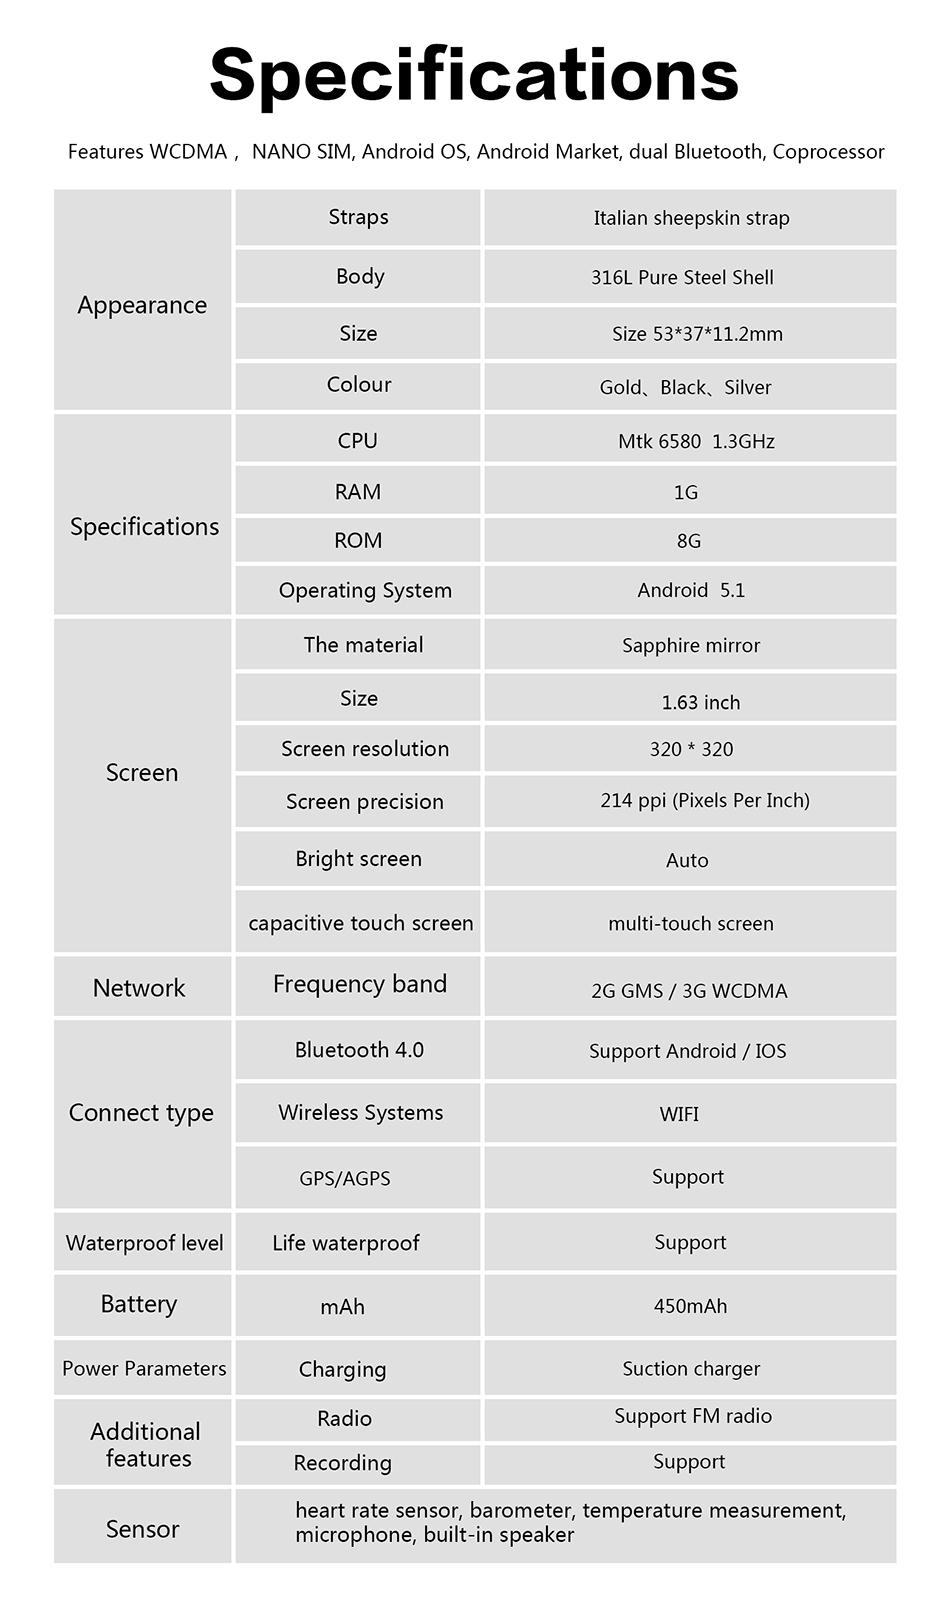 Specifications
Features WCDMA , NANO SIM, Android OS, Android Market, dual Bluetooth, Coprocessor
Appearance
Straps
Italian sheepskin strap
Body
316L Pure Steel Shell
Size
Size 53*37*11.2mm
Colour
Gold、Black、Silver
Specifications
CPU
Mtk 6580 1.3GHz
RAM
1G
ROM
8G
Operating System
Android 5.1
Screen
The material
Sapphire mirror
Size
1.63 inch
Screen resolution
320 * 320
Screen precision
214 ppi (Pixels Per Inch)
Bright screen
Auto
capacitive touch screen
multi-touch screen
Network
Frequency band
2G GMS / 3G WCDMA
Connect type
Bluetooth 4.0
Support Android / IOS
Wireless Systems
WIFI
GPS/AGPS
Support
Waterproof level
Life waterproof
Support
Battery
mAh
450mAh
Power Parameters
Charging
Suction charger
Additional
features
Radio
Support FM radio
Recording
Support
Sensor
heart rate sensor, barometer, temperature measurement,
microphone, built-in speaker